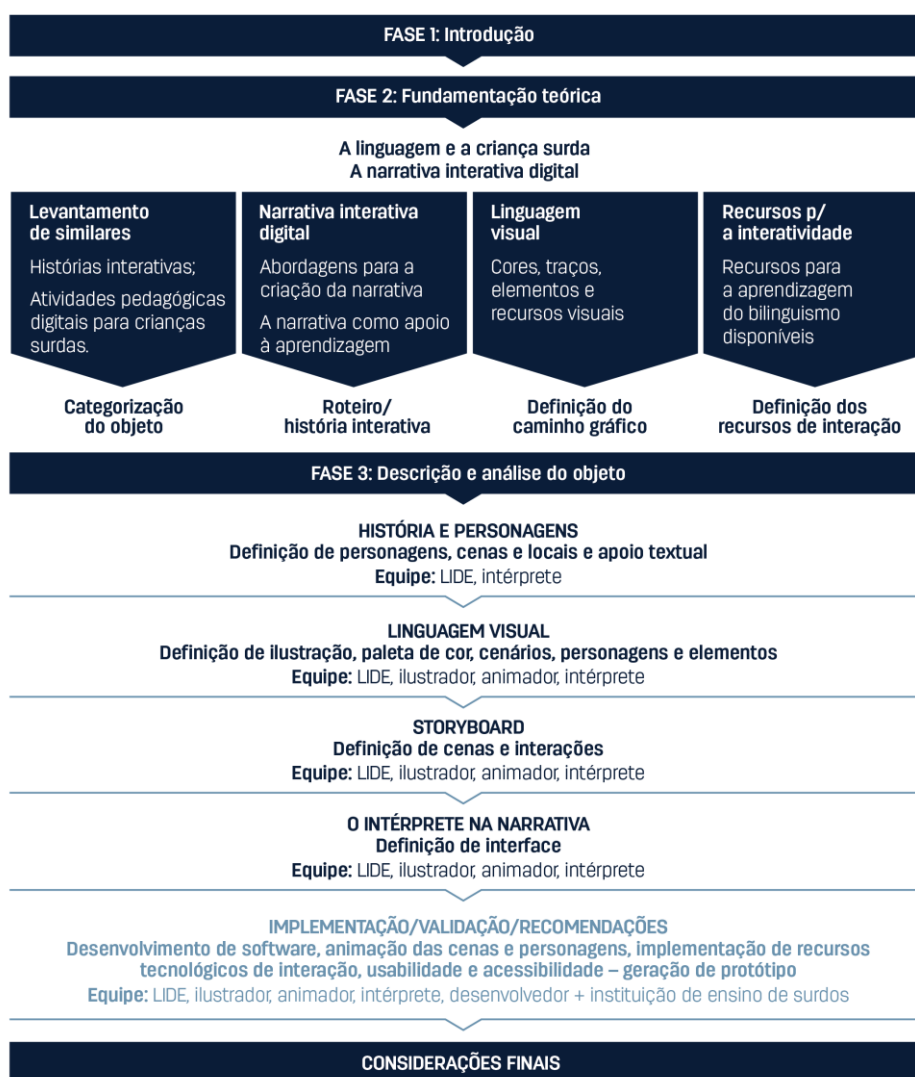 FASE 1: Introdução
FASE 2: Fundamentação teórica
A linguagem e a criança surda
A narrativa interativa digital
Levantamento
de similares
Histórias interativas;
Atividades pedagógicas
digitais para crianças
surdas.
Categorização
do objeto
Narrativa interativa
digital
Abordagens para a
criação da narrativa
A narrativa como apoio
à aprendizagem
Roteiro/
história interativa
Linguagem
visual
Cores, traços,
elementos e
recursos visuais
Definição do
caminho gráfico
Recursos p/
a interatividade
Recursos para
a aprendizagem
do bilinguismo
disponíveis
Definição dos
recursos de interação
FASE 3: Descrição e análise do objeto
HISTÓRIA E PERSONAGENS
Definição de personagens, cenas e locais e apoio textual
Equipe: LIDE, intérprete
LINGUAGEM VISUAL
Definição de ilustração, paleta de cor, cenários, personagens e elementos
Equipe: LIDE, ilustrador, animador, intérprete
STORYBOARD
Definição de cenas e interações
Equipe: LIDE, ilustrador, animador, intérprete
O INTÉRPRETE NA NARRATIVA
Definição de interface
Equipe: LIDE, ilustrador, animador, intérprete
IMPLEMENTAÇÃO/VALIDAÇÃO/RECOMENDAÇÕES
Desenvolvimento de software, animação das cenas e personagens, implementação de recursos
tecnológicos de interação, usabilidade e acessibilidade – geração de protótipo
Equipe: LIDE, ilustrador, animador, intérprete, desenvolvedor + instituição de ensino de surdos
CONSIDERAÇÕES FINAIS